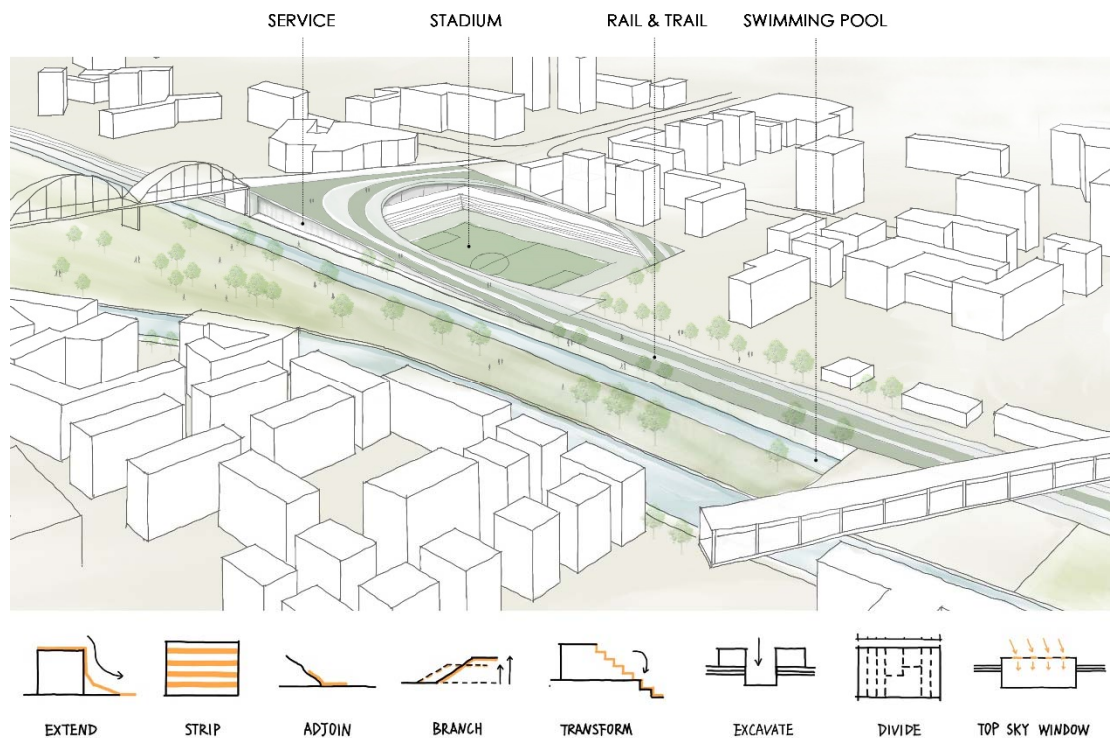 SERVICE
STADIUM
RAIL & TRAIL
SWIMMING POOL
EXTEND
STRIP
ADJOIN
BRANCH
TRANSFORM
EXCAVATE
DIVIDE
TOP SKY WINDOW